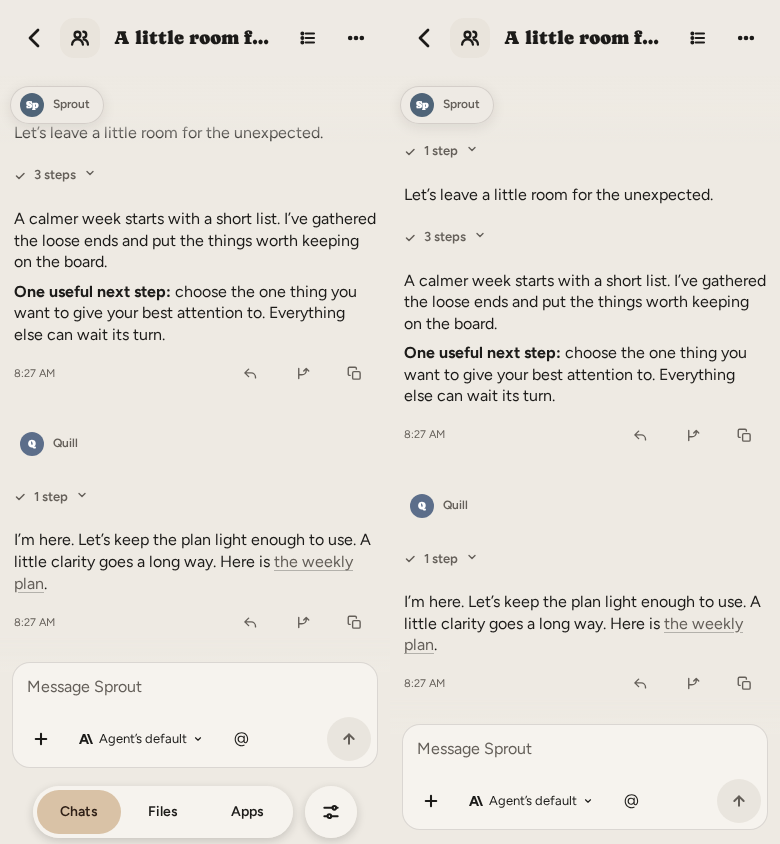 A little room f...
Sp Sprout
Let's leave a little room for the unexpected.
3 steps
A calmer week starts with a short list. I've gathered
the loose ends and put the things worth keeping
on the board.
One useful next step: choose the one thing you
want to give your best attention to. Everything
else can wait its turn.
8:27 AM
Q Quill
1 step
I'm here. Let's keep the plan light enough to use. A
little clarity goes a long way. Here is the weekly
plan.
8:27 AM
Message Sprout
Agent's default @
Chats Files Apps
A little room f...
Sp Sprout
1 step
Let's leave a little room for the unexpected.
3 steps
A calmer week starts with a short list. I've gathered
the loose ends and put the things worth keeping
on the board.
One useful next step: choose the one thing you
want to give your best attention to. Everything
else can wait its turn.
8:27 AM
Q Quill
1 step
I'm here. Let's keep the plan light enough to use. A
little clarity goes a long way. Here is the weekly
plan.
8:27 AM
Message Sprout
Agent's default @